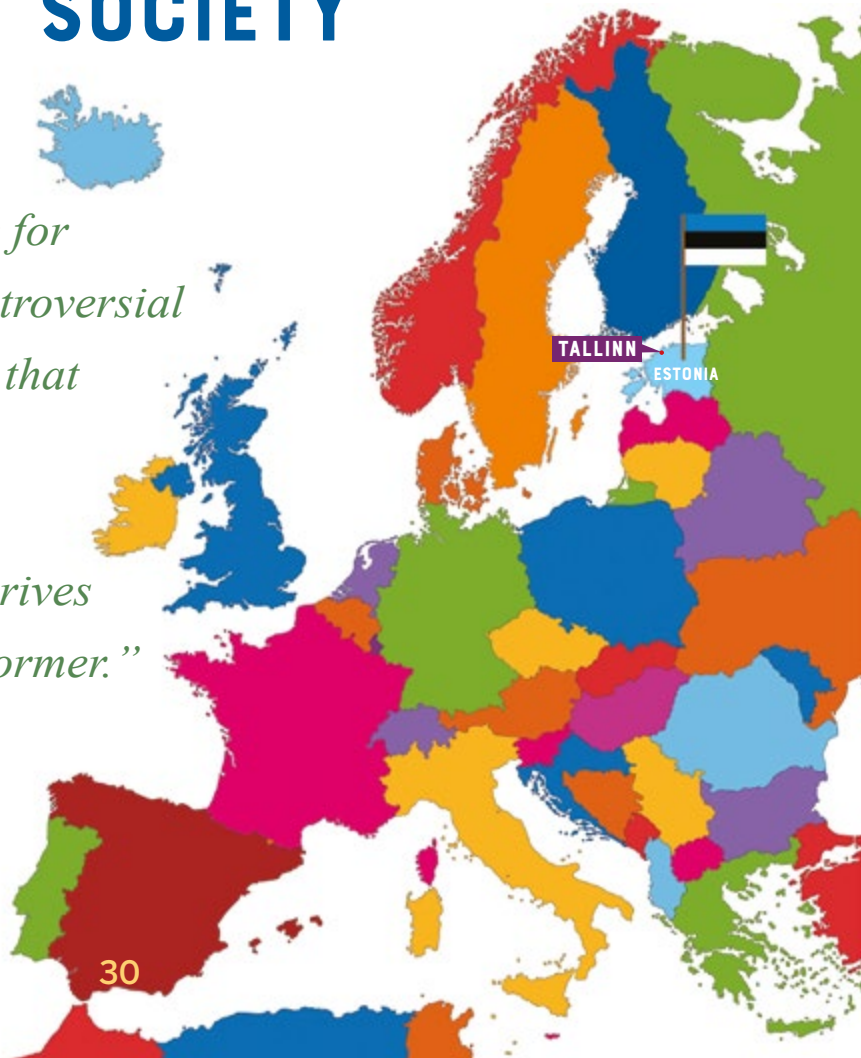 SOCIETY
for
troversial
that
TALLINN
ESTONIA
rives
ormer.”
30